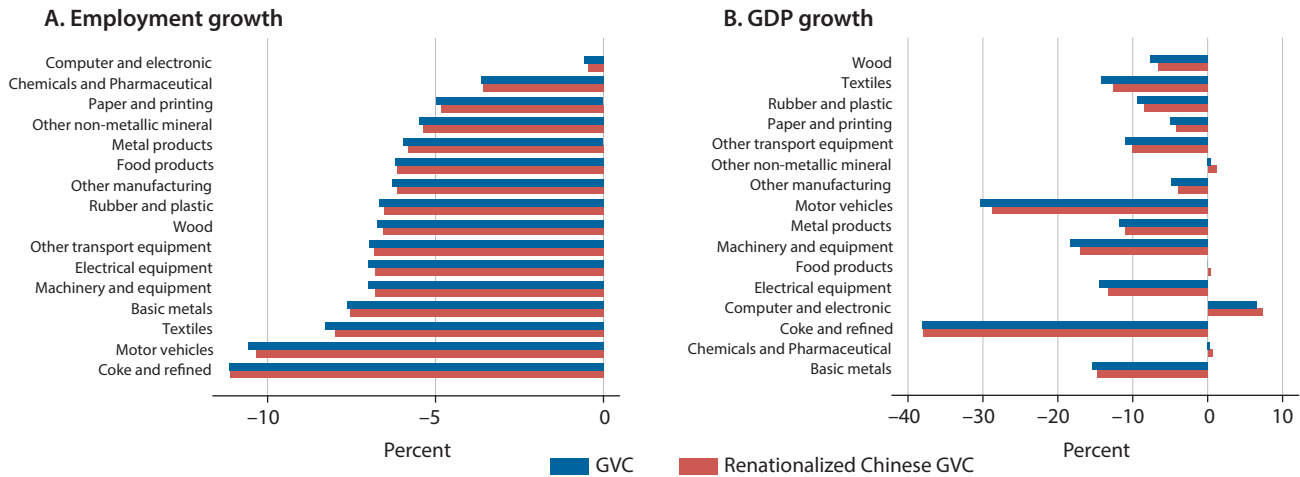 A. Employment growth
Computer and electronic
Chemicals and Pharmaceutical
Paper and printing
Other non-metallic mineral
Metal products
Food products
Other manufacturing
Rubber and plastic
Wood
Other transport equipment
Electrical equipment
Machinery and equipment
Basic metals
Textiles
Motor vehicles
Coke and refined
−10 −5 0
Percent
B. GDP growth
Wood
Textiles
Rubber and plastic
Paper and printing
Other transport equipment
Other non-metallic mineral
Other manufacturing
Motor vehicles
Metal products
Machinery and equipment
Food products
Electrical equipment
Computer and electronic
Coke and refined
Chemicals and Pharmaceutical
Basic metals
−40 −30 −20 −10 0 10
Percent
GVC Renationalized Chinese GVC